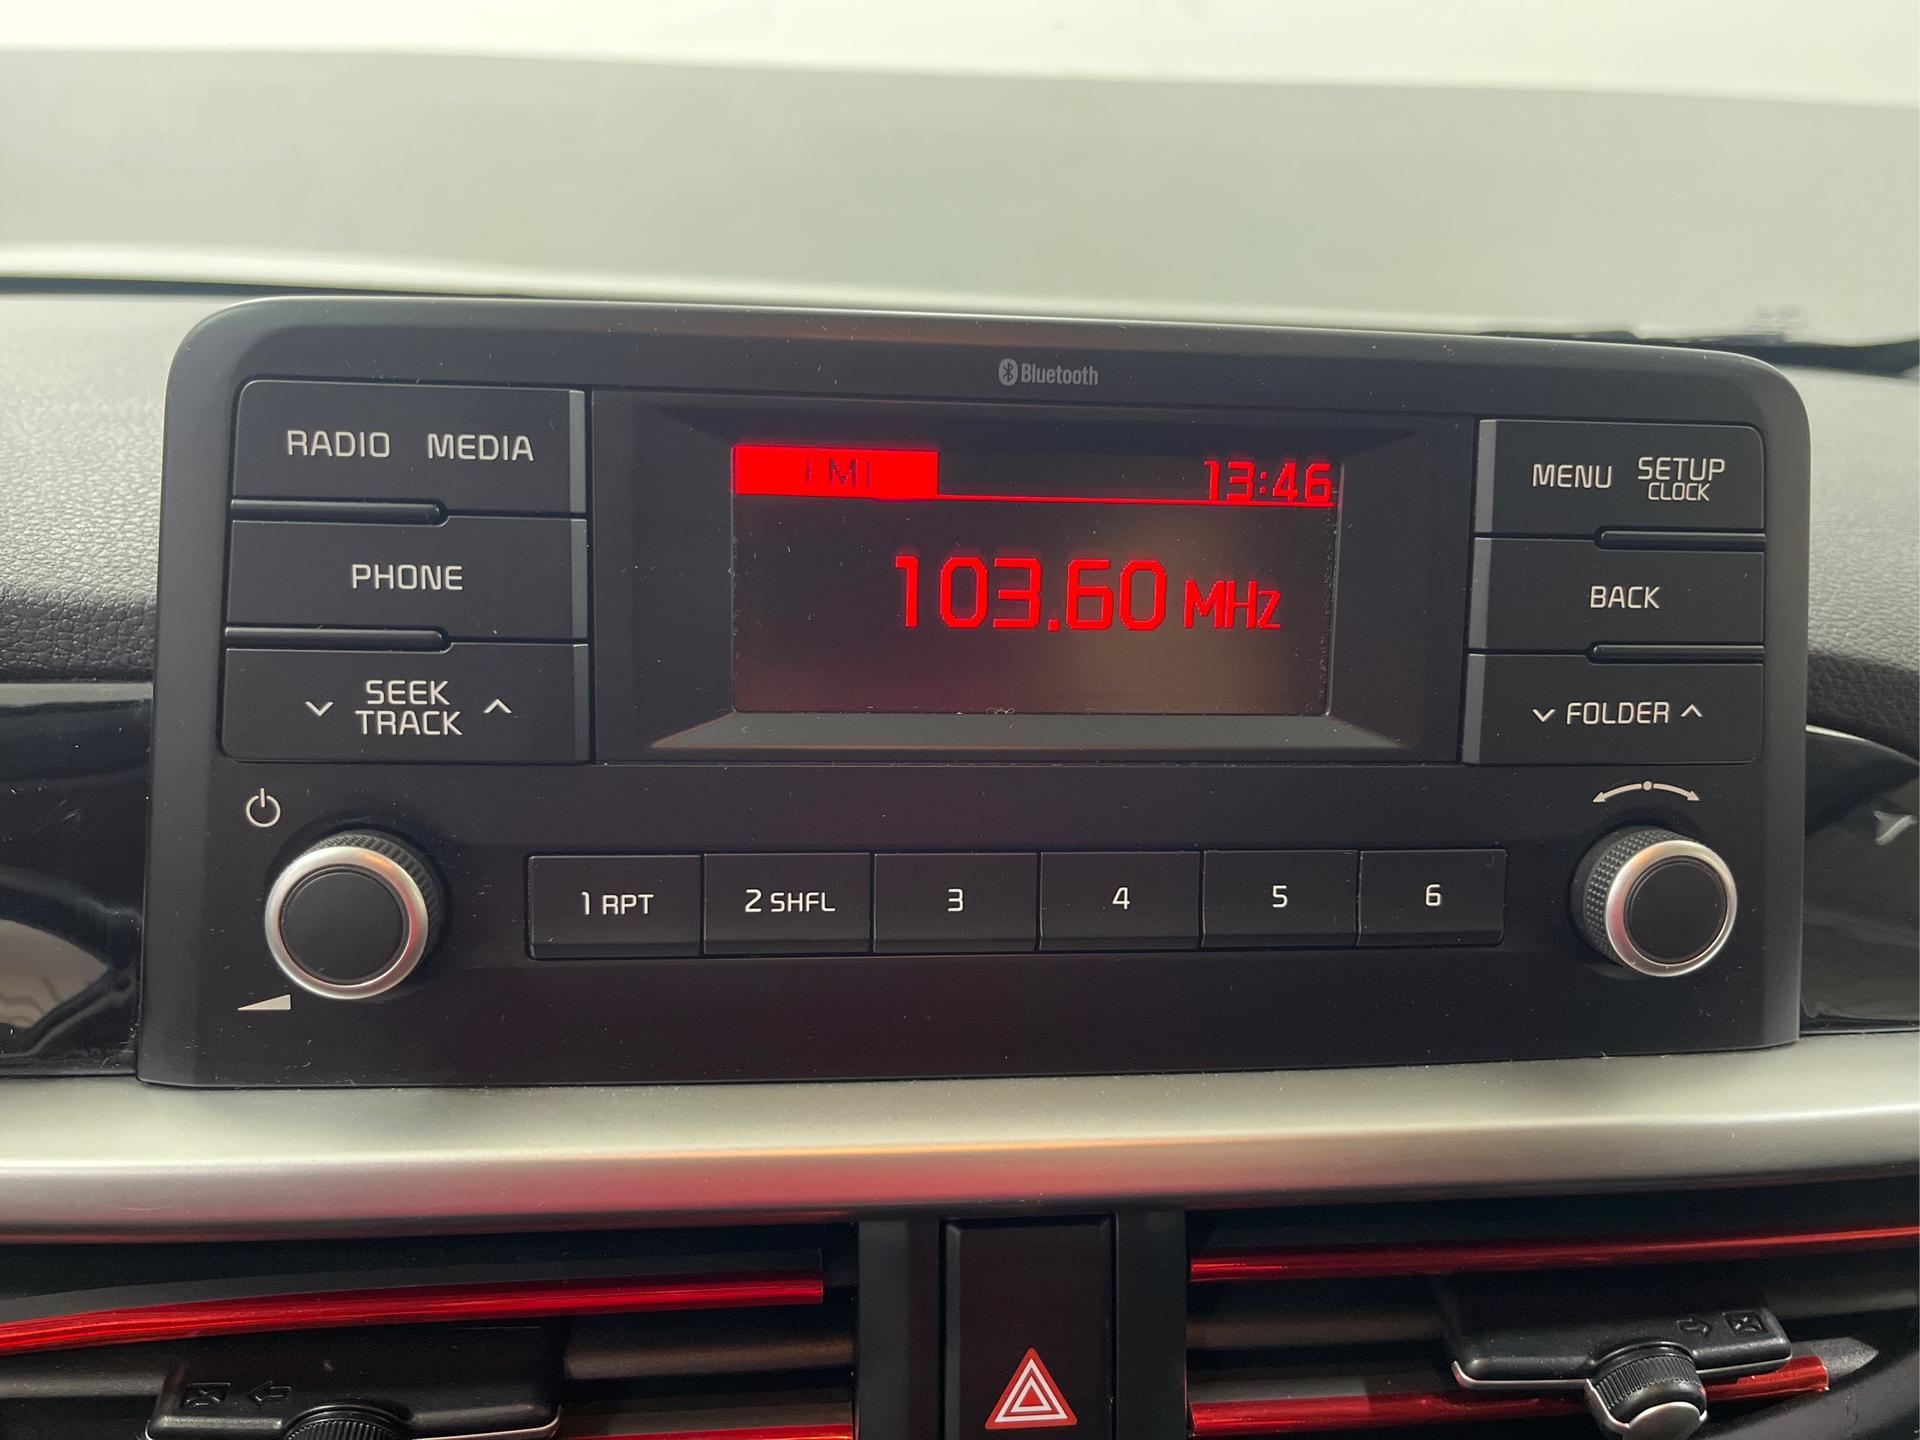 Bluetooth
RADIO MEDIA
PHONE
SEEK
TRACK
FM1 13:46
103.60 MHz
MENU SETUP
CLOCK
BACK
FOLDER
1 RPT 2 SHFL 3 4 5 6